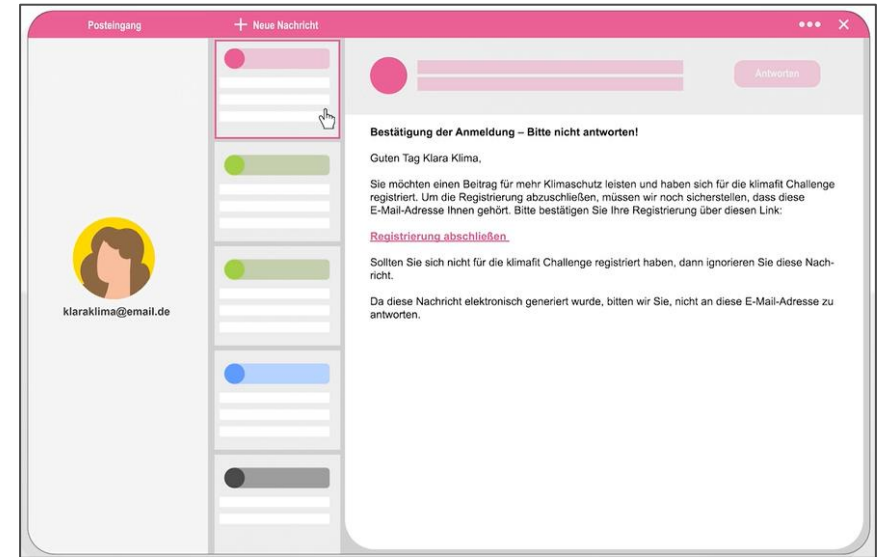 Posteingang
Neue Nachricht
Antworten
Bestätigung der Anmeldung – Bitte nicht antworten!
Guten Tag Klara Klima,
Sie möchten einen Beitrag für mehr Klimaschutz leisten und haben sich für die klimafit Challenge
registriert. Um die Registrierung abzuschließen, müssen wir noch sicherstellen, dass diese
E-Mail-Adresse Ihnen gehört. Bitte bestätigen Sie Ihre Registrierung über diesen Link:
Registrierung abschließen
Sollten Sie sich nicht für die klimafit Challenge registriert haben, dann ignorieren Sie diese Nach-
richt.
Da diese Nachricht elektronisch generiert wurde, bitten wir Sie, nicht an diese E-Mail-Adresse zu
antworten.
klaraklima@email.de